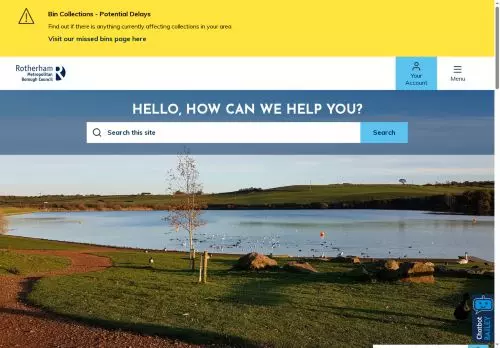 Bin Collections - Potential Delays
Find out if there is anything currently affecting collections in your area
Visit our missed bins page here
Rotherham
Metropolitan
Borough Council
Your
Account
Menu
HELLO, HOW CAN WE HELP YOU?
Search this site
Search
Chatbot
BAILEY